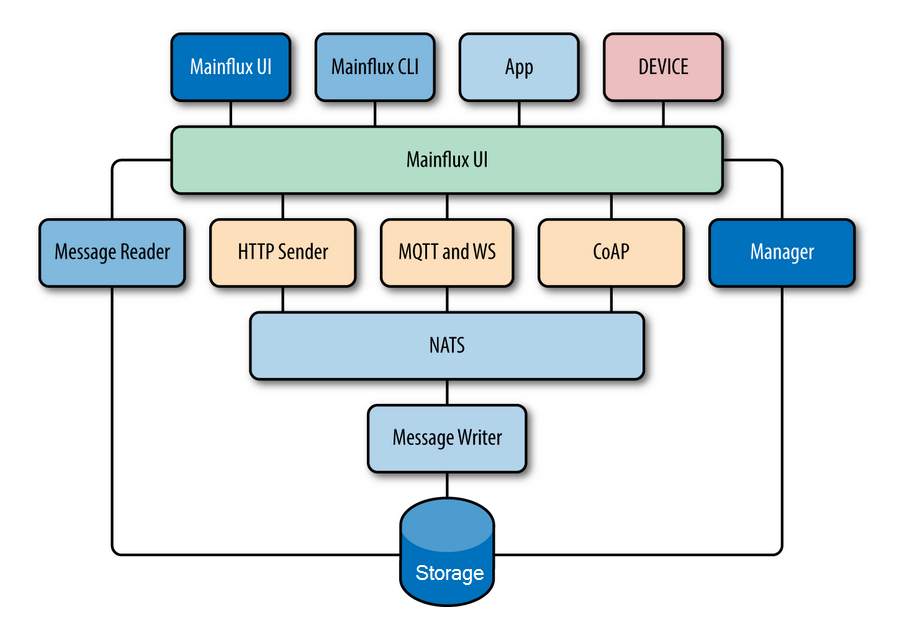 Mainflux UI
Mainflux CLI
App
DEVICE
Mainflux UI
Message Reader
HTTP Sender
MQTT and WS
CoAP
Manager
NATS
Message Writer
Storage